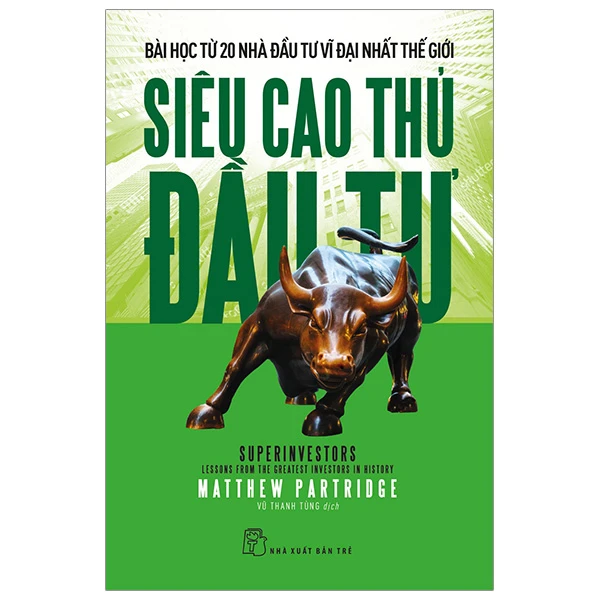 BÀI HỌC TỪ 20 NHÀ ĐẦU TƯ VĨ ĐẠI NHẤT THẾ GIỚI
SIÊU CAO THỦ
ĐẦU TƯ
SUPERINVESTORS
LESSONS FROM THE GREATEST INVESTORS IN HISTORY
MATTHEW PARTRIDGE
VŨ THANH TÙNG dịch
NHÀ XUẤT BẢN TRẺ